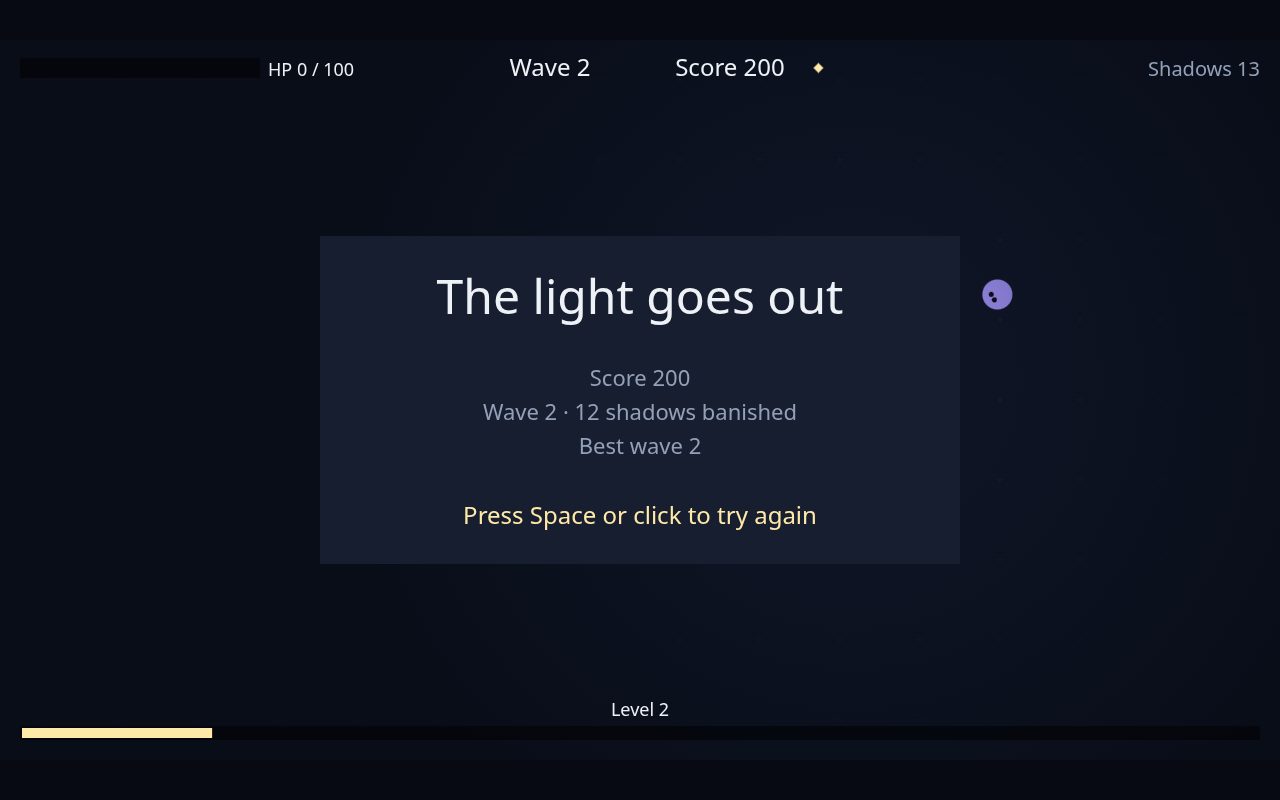 HP 0 / 100
Wave 2
Score 200
Shadows 13
The light goes out
Score 200
Wave 2 · 12 shadows banished
Best wave 2
Press Space or click to try again
Level 2